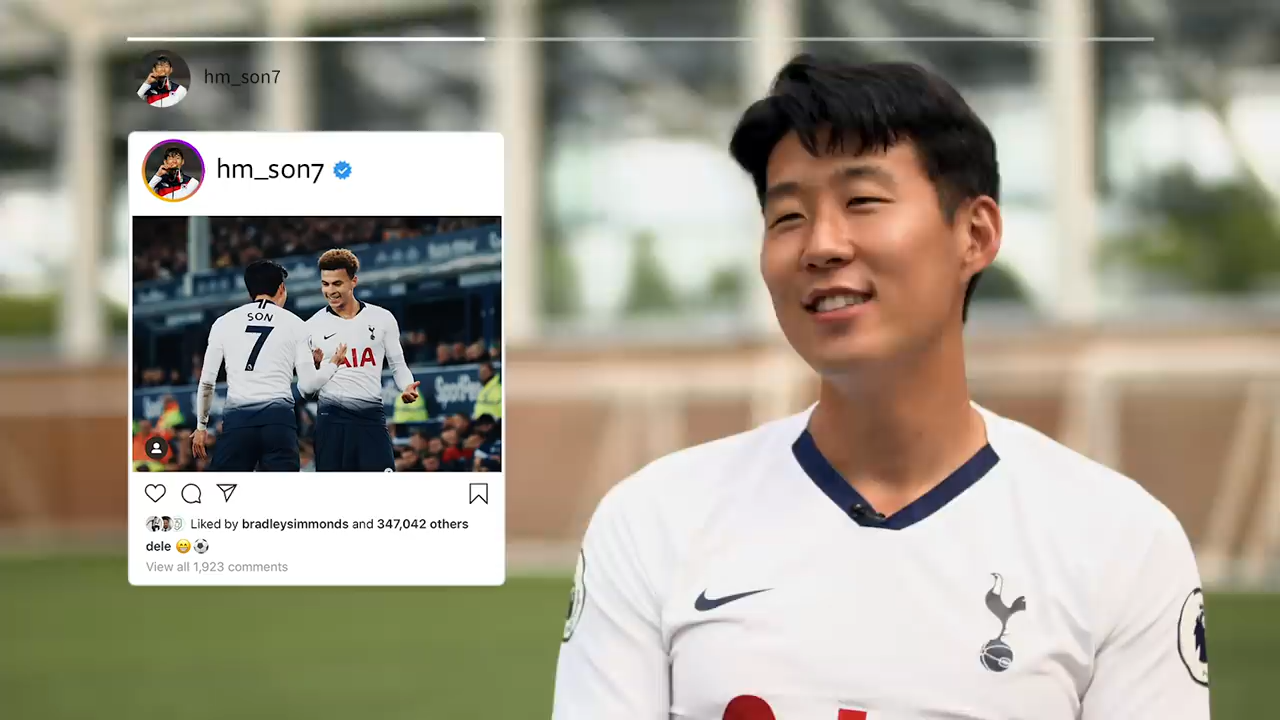 hm_son7
hm_son7
SON
7
AIA
Liked by bradleysimmonds and 347,042 others
dele 😁⚽
View all 1,923 comments